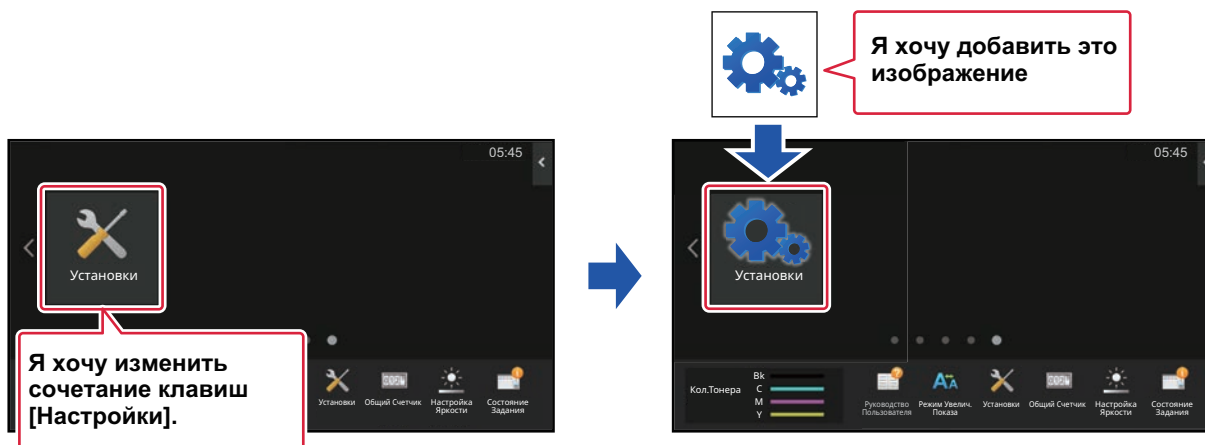 Я хочу добавить это
изображение
05:45
Установки
Я хочу изменить
сочетание клавиш
[Настройки].
Установки
Общий Счетчик
Настройка
Яркости
Состояние
Задания
05:45
Установки
Кол.Тонера
Bk
C
M
Y
Руководство
Пользователя
Режим Увелич.
Показа
Установки
Общий Счетчик
Настройка
Яркости
Состояние
Задания